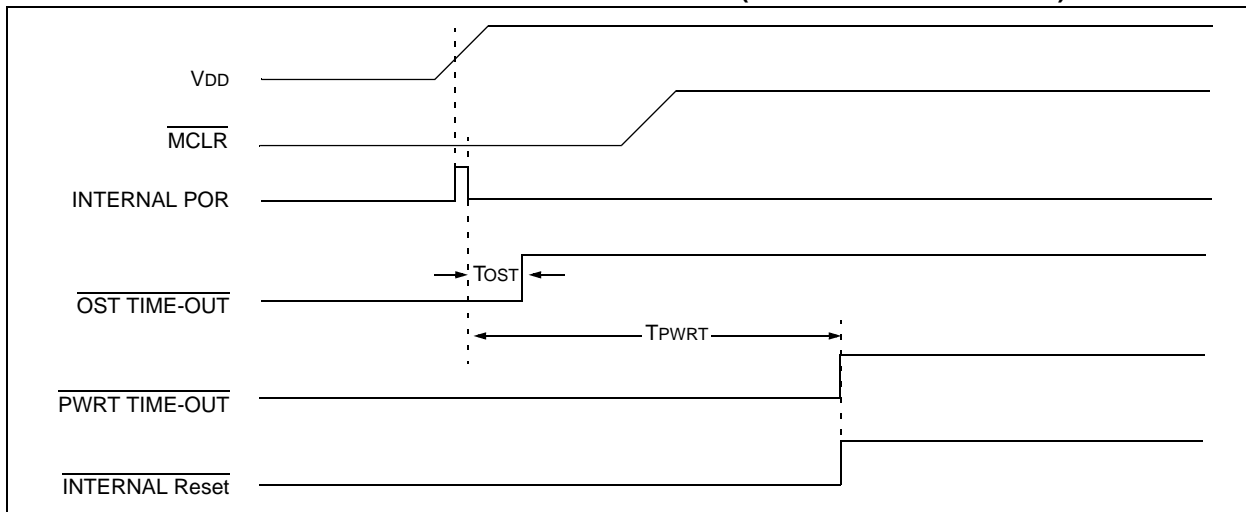 VDD
MCLR
INTERNAL POR
TOST
OST TIME-OUT
TPWRT
PWRT TIME-OUT
INTERNAL Reset